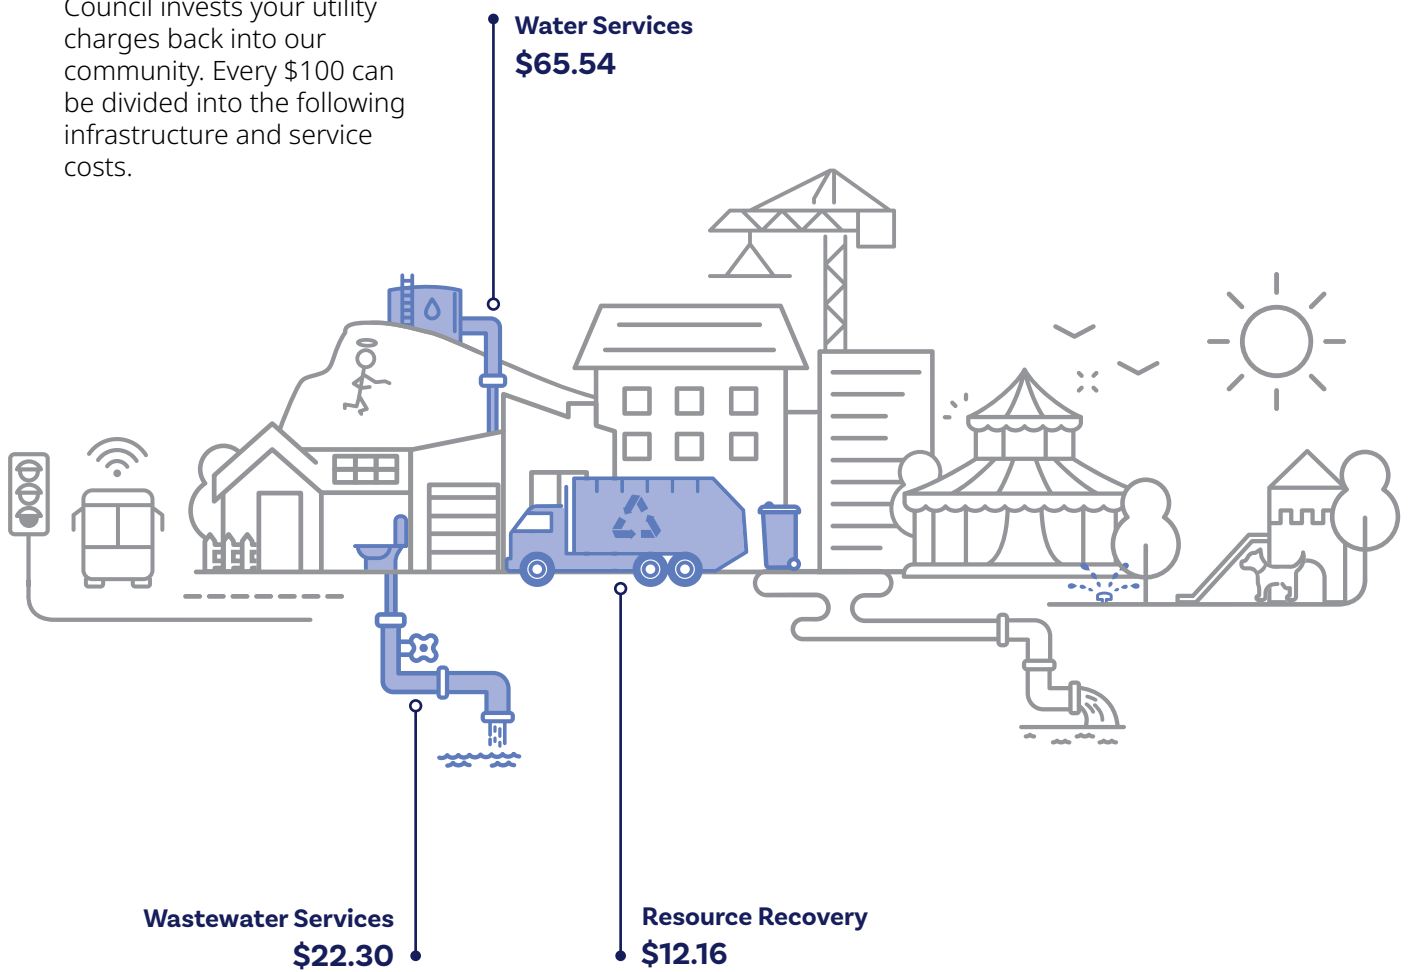 Council invests your utility
charges back into our
community. Every $100 can
be divided into the following
infrastructure and service
costs.
Water Services
$65.54
Wastewater Services
$22.30
Resource Recovery
$12.16